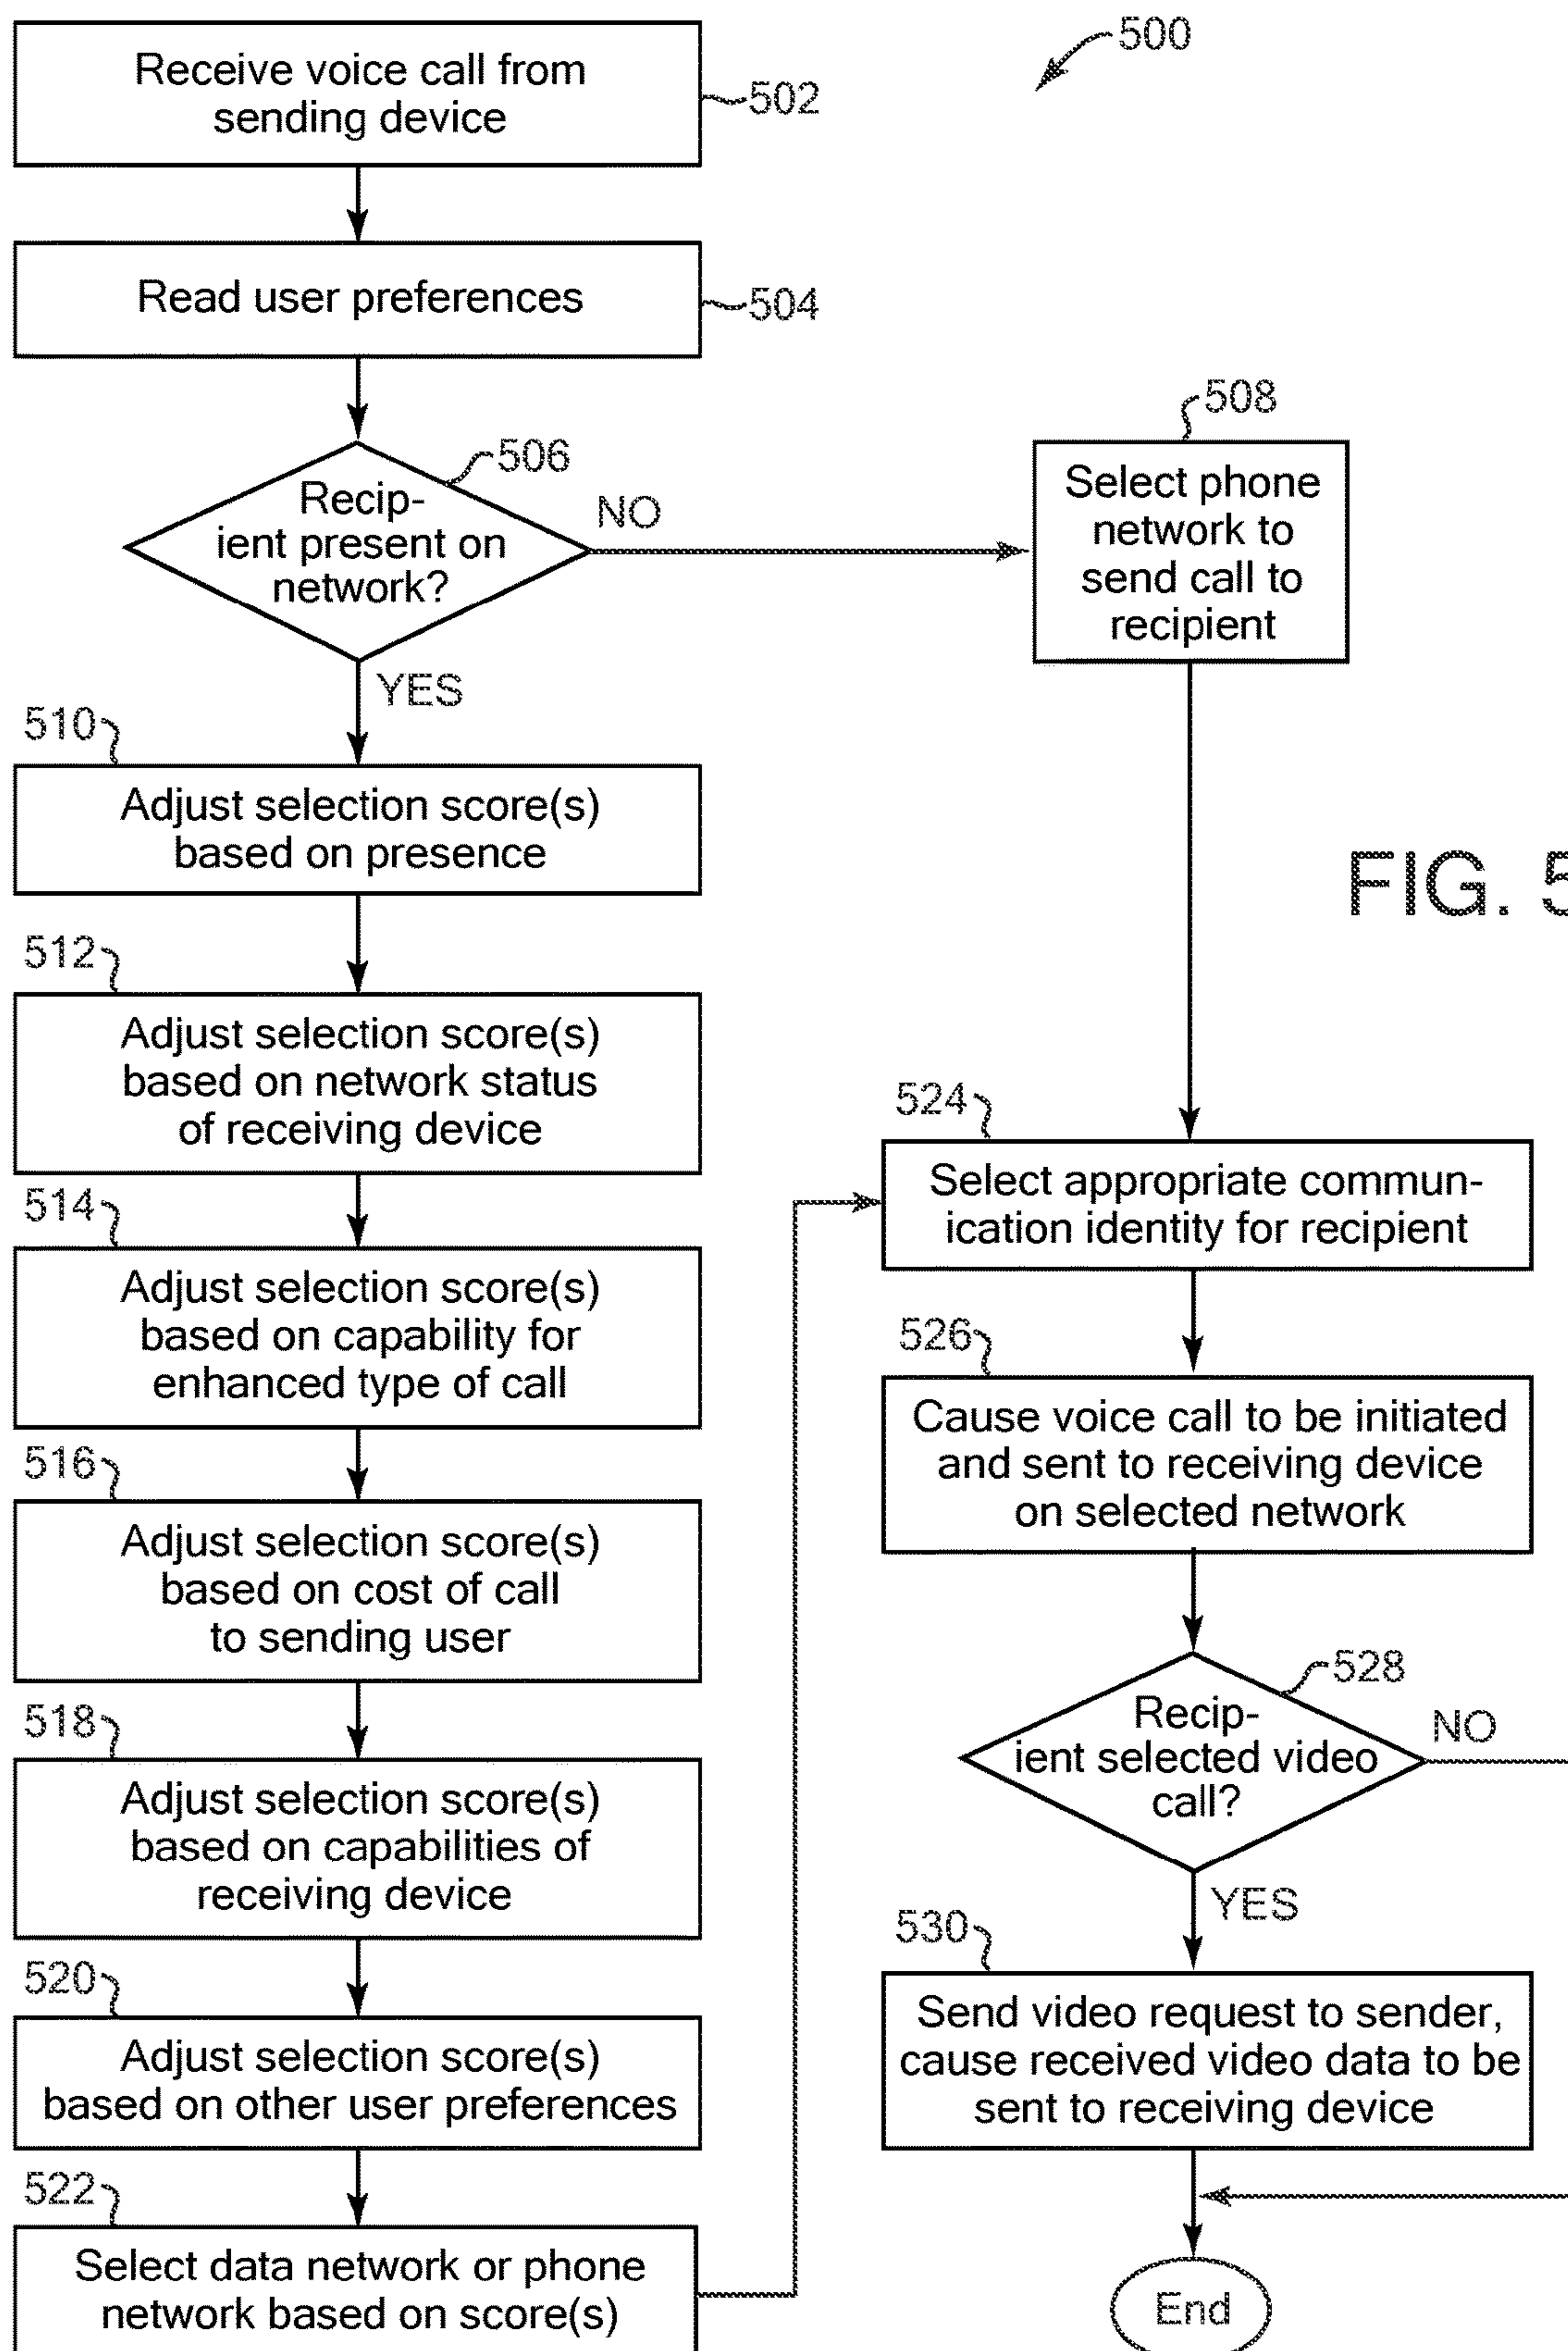 500
Receive voice call from
sending device
502
Read user preferences
504
506
Recip-
ient present on
network?
NO
YES
508
Select phone
network to
send call to
recipient
510
Adjust selection score(s)
based on presence
FIG. 5
512
Adjust selection score(s)
based on network status
of receiving device
514
Adjust selection score(s)
based on capability for
enhanced type of call
516
Adjust selection score(s)
based on cost of call
to sending user
518
Adjust selection score(s)
based on capabilities of
receiving device
520
Adjust selection score(s)
based on other user preferences
522
Select data network or phone
network based on score(s)
524
Select appropriate commun-
ication identity for recipient
526
Cause voice call to be initiated
and sent to receiving device
on selected network
528
Recip-
ient selected video
call?
NO
YES
530
Send video request to sender,
cause received video data to be
sent to receiving device
End